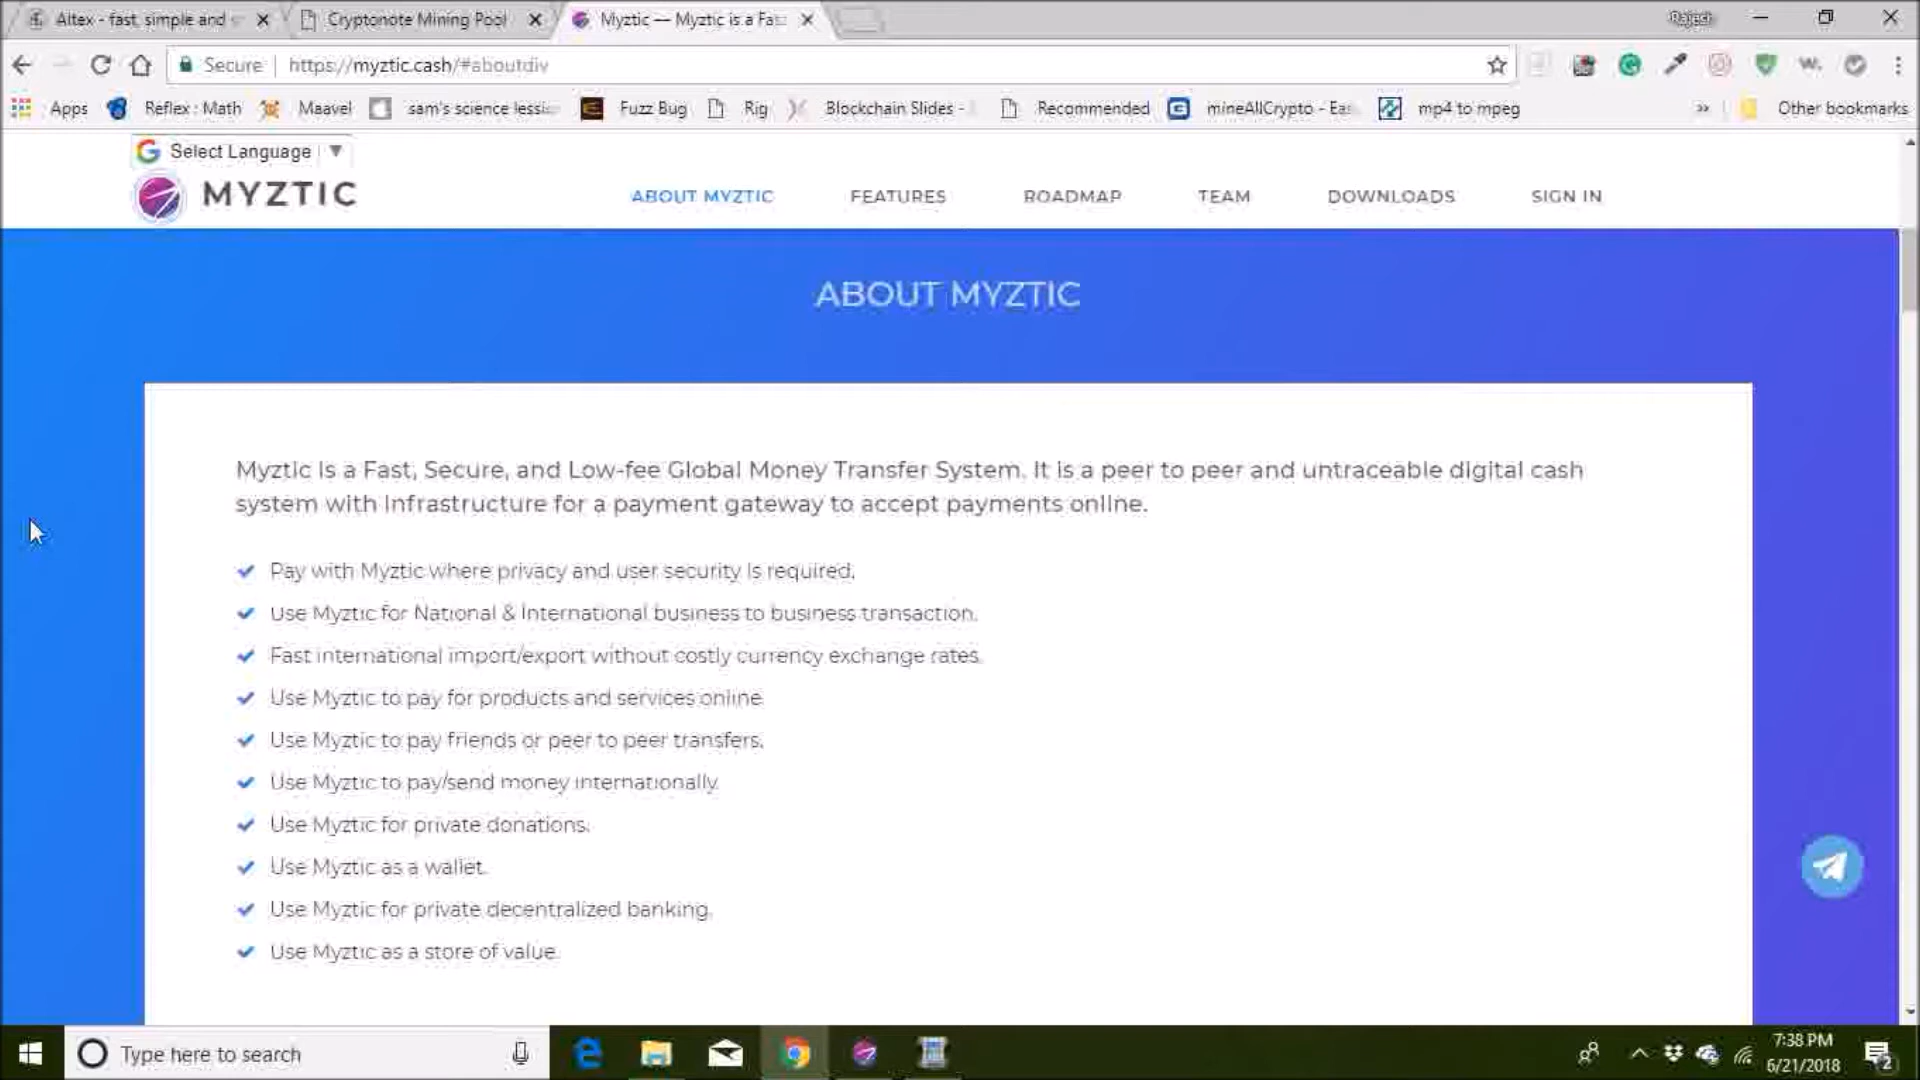 Altex - fast, simple and
Cryptonote Mining Pool
Myztic — Myztic is a Fas
Rajesh
Secure
https://myztic.cash/#aboutdiv
Apps
Reflex : Math
Maavel
sam's science lessi
Fuzz Bug
Rig
Blockchain Slides -
Recommended
mineAllCrypto - Eas
mp4 to mpeg
»
Other bookmarks
Select Language
MYZTIC
ABOUT MYZTIC
FEATURES
ROADMAP
TEAM
DOWNLOADS
SIGN IN
ABOUT MYZTIC
Myztic is a Fast, Secure, and Low-fee Global Money Transfer System. It is a peer to peer and untraceable digital cash
system with infrastructure for a payment gateway to accept payments online.
Pay with Myztic where privacy and user security is required.
Use Myztic for National & International business to business transaction.
Fast international import/export without costly currency exchange rates.
Use Myztic to pay for products and services online
Use Myztic to pay friends or peer to peer transfers.
Use Myztic to pay/send money internationally.
Use Myztic for private donations.
Use Myztic as a wallet.
Use Myztic for private decentralized banking.
Use Myztic as a store of value.
Type here to search
7:38 PM
6/21/2018
2